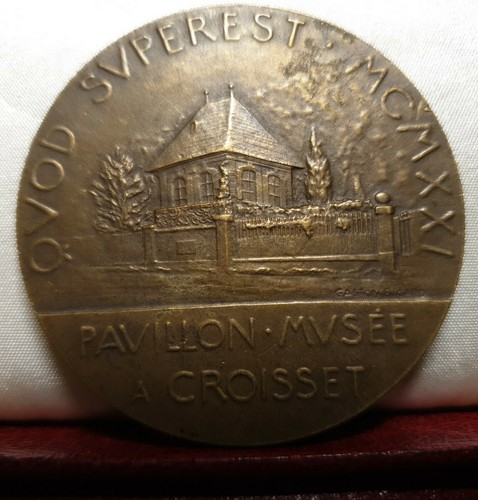 QVOD SVPEREST · MCMXXI
PAVILLON · MVSÉE
A CROISSET